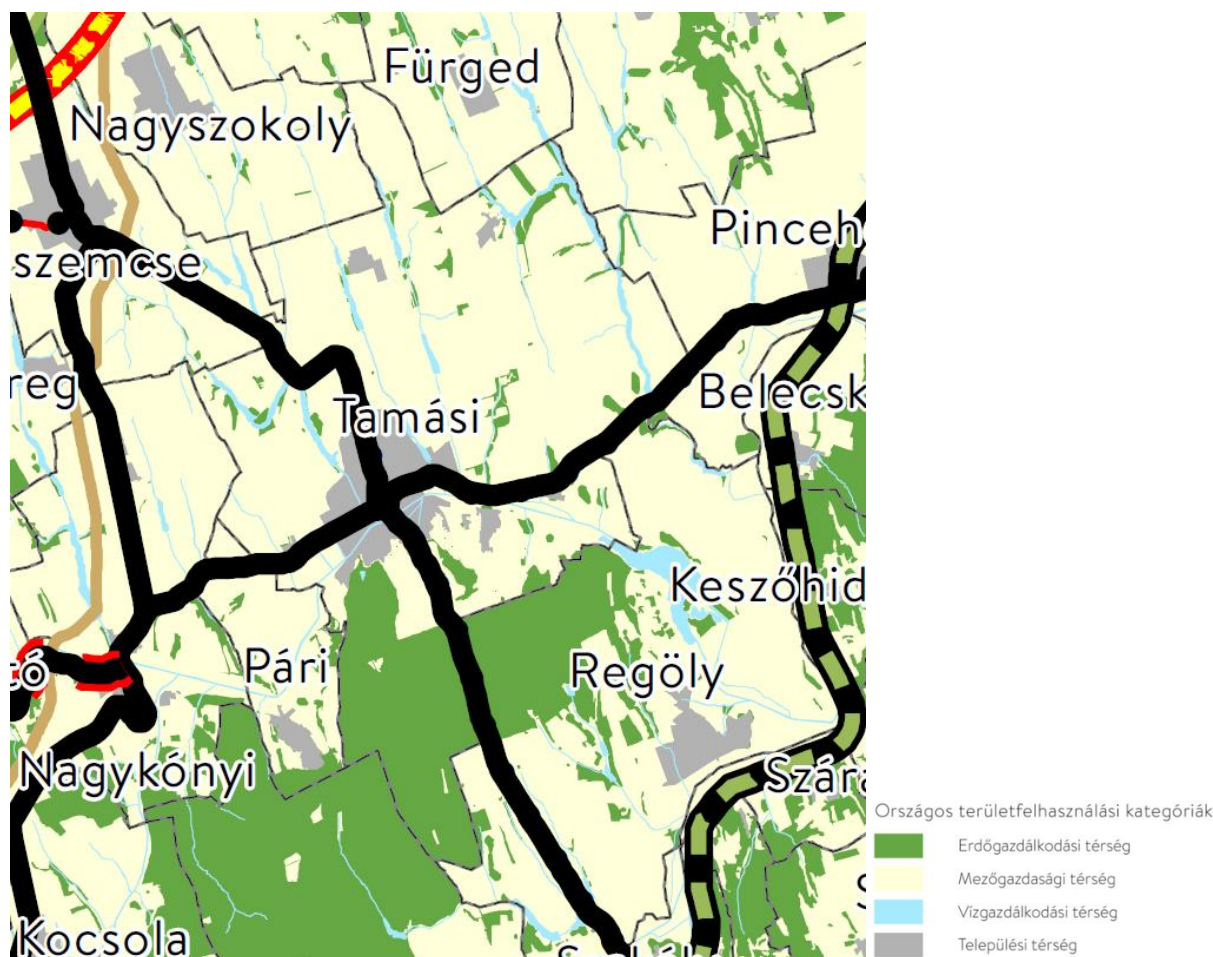 Fürged
Nagyszokoly
Pinceh
szemcse
reg
Belecsk
Tamási
Keszőhid
Pári
Regöly
tó
Nagykónyi
Szára
Kocsola
Országos területfelhasználási kategóriák
Erdőgazdálkodási térség
Mezőgazdasági térség
Vízgazdálkodási térség
Települési térség